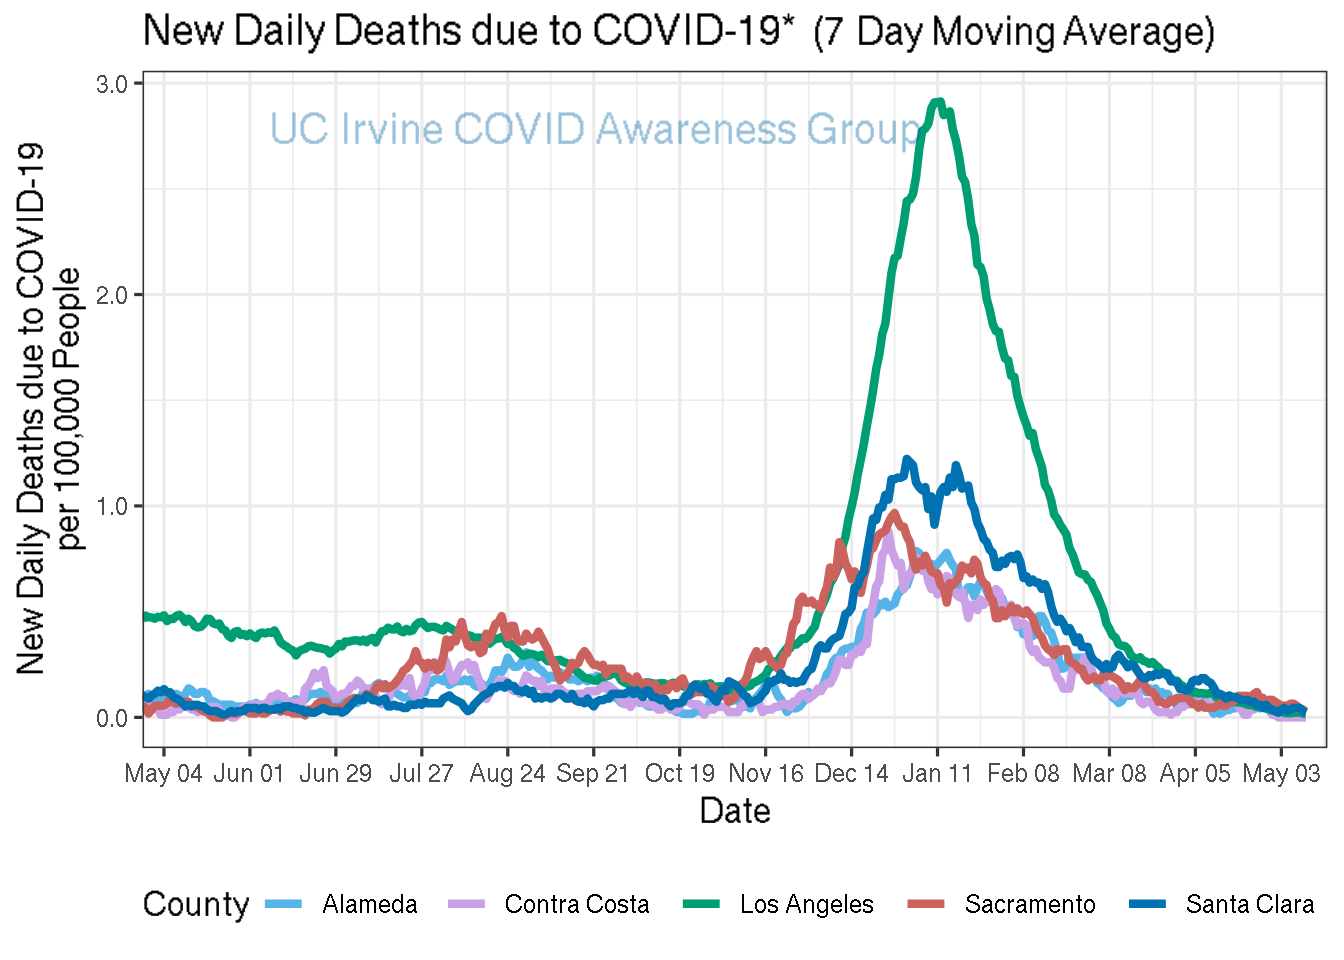 New Daily Deaths due to COVID-19* (7 Day Moving Average)
UC Irvine COVID Awareness Group
New Daily Deaths due to COVID-19
per 100,000 People
3.0
2.0
1.0
0.0
May 04 Jun 01 Jun 29 Jul 27 Aug 24 Sep 21 Oct 19 Nov 16 Dec 14 Jan 11 Feb 08 Mar 08 Apr 05 May 03
Date
County Alameda Contra Costa Los Angeles Sacramento Santa Clara